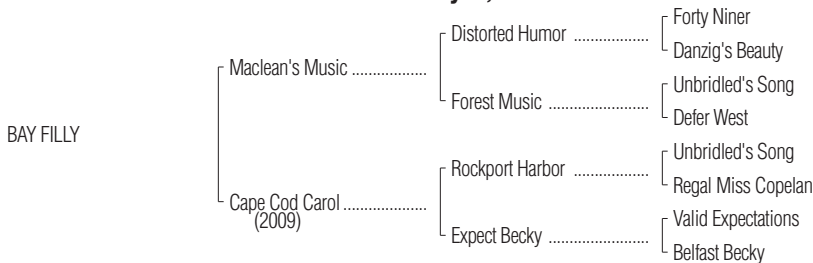 Forty Niner
Distorted Humor ..................
Danzig's Beauty
Maclean's Music ..................
Unbridled's Song
Forest Music ........................
Defer West
BAY FILLY
Unbridled's Song
Rockport Harbor ..................
Regal Miss Copelan
Cape Cod Carol ....................
(2009)
Valid Expectations
Expect Becky ........................
Belfast Becky